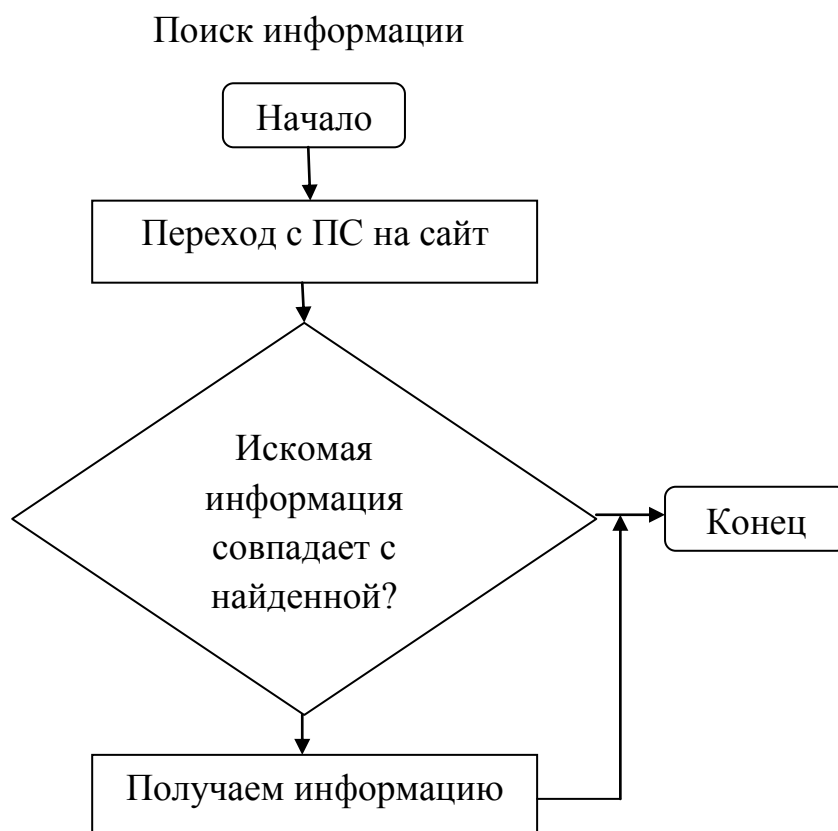 Поиск информации
Начало
Переход с ПС на сайт
Искомая
информация
совпадает с
найденной?
Конец
Получаем информацию